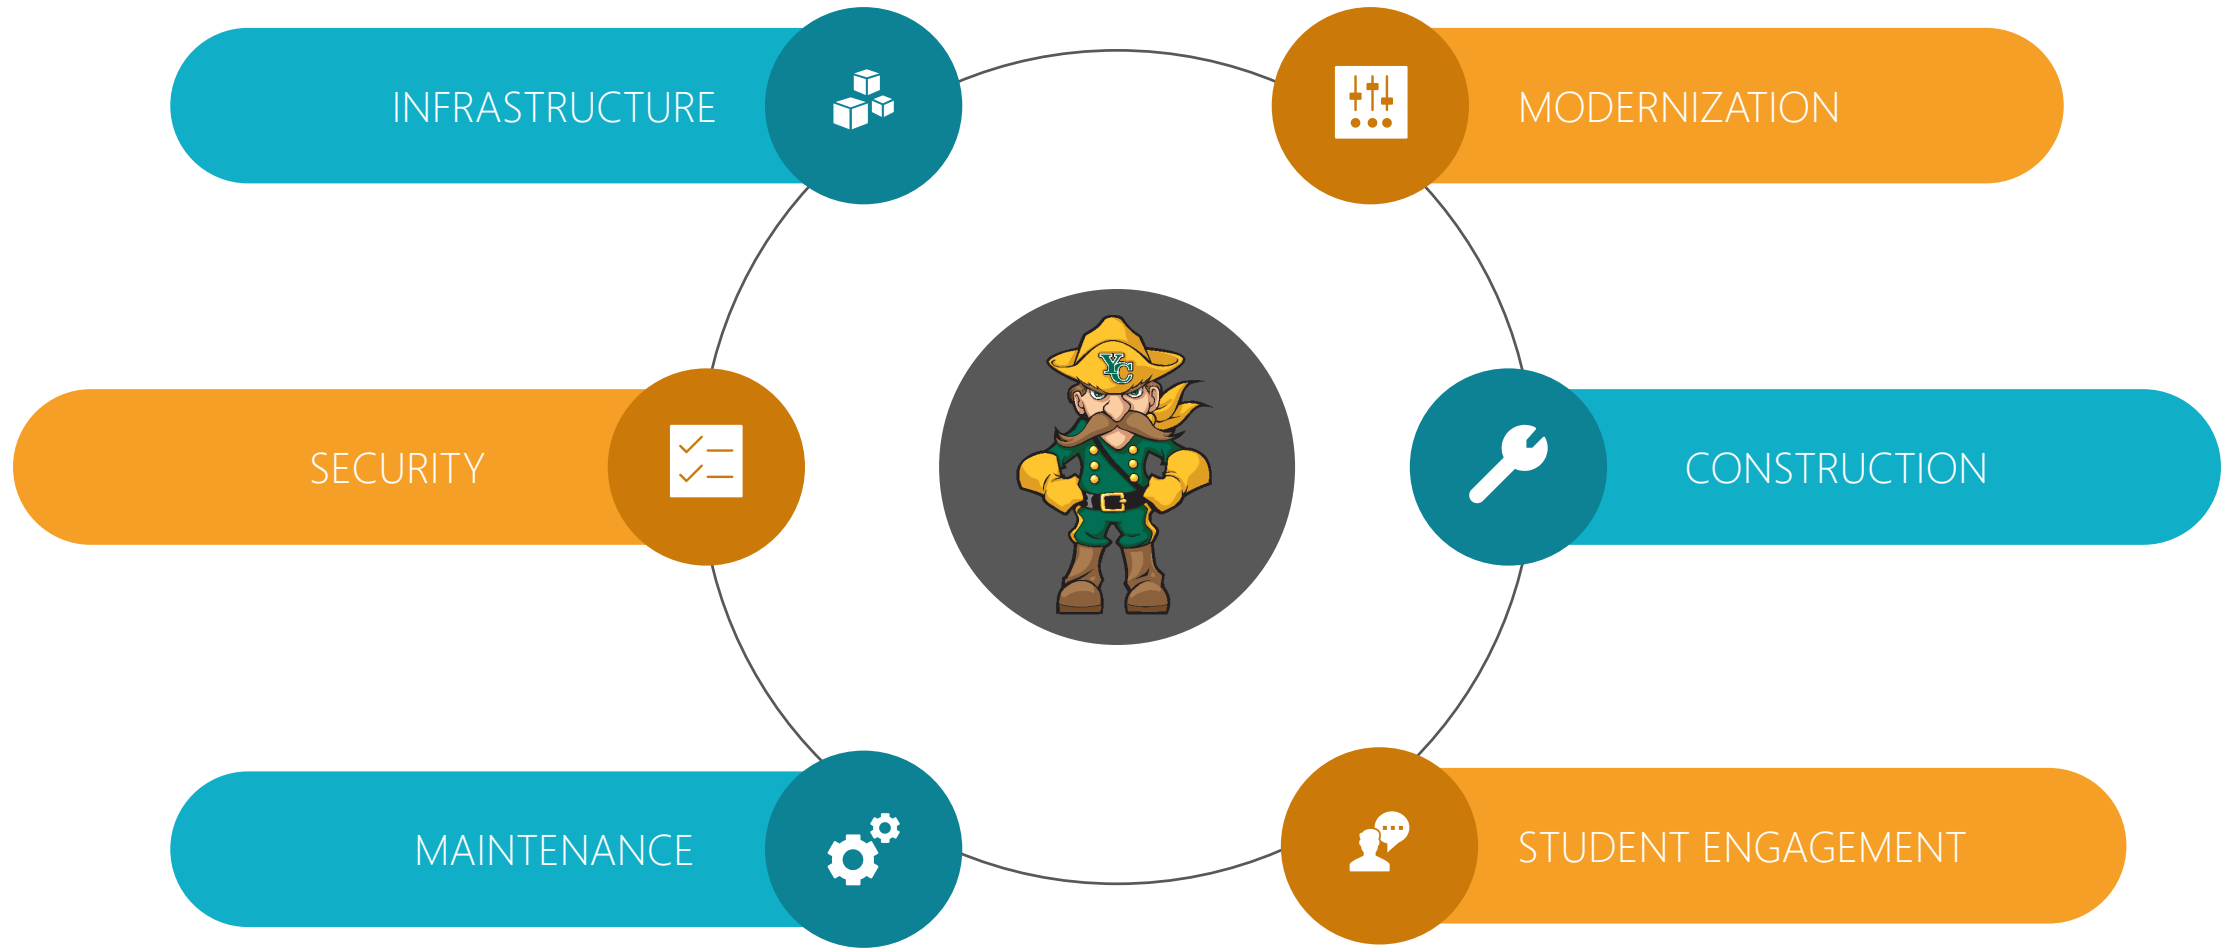 INFRASTRUCTURE
MODERNIZATION
YC
SECURITY
CONSTRUCTION
MAINTENANCE
STUDENT ENGAGEMENT